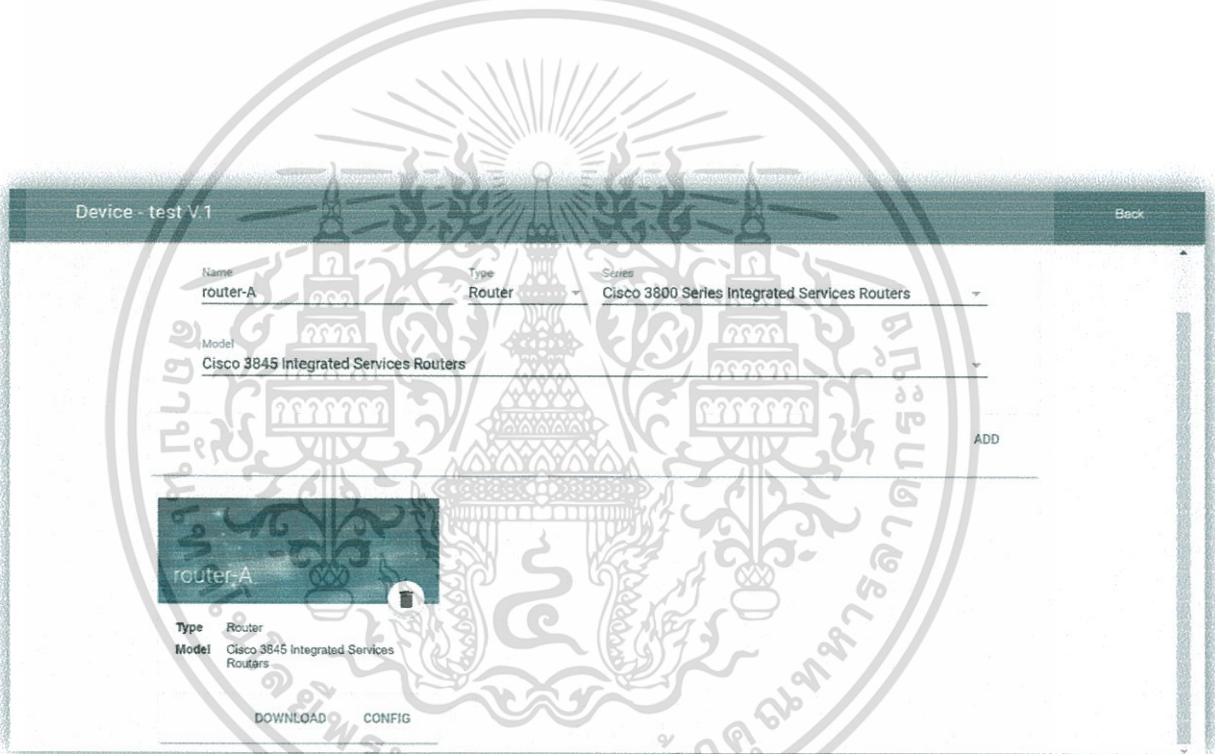 Device - test V.1
Back
Name
router-A
Type
Router
Series
Cisco 3800 Series Integrated Services Routers
Model
Cisco 3845 Integrated Services Routers
ADD
router-A
Type Router
Model Cisco 3845 Integrated Services
Routers
DOWNLOAD CONFIG